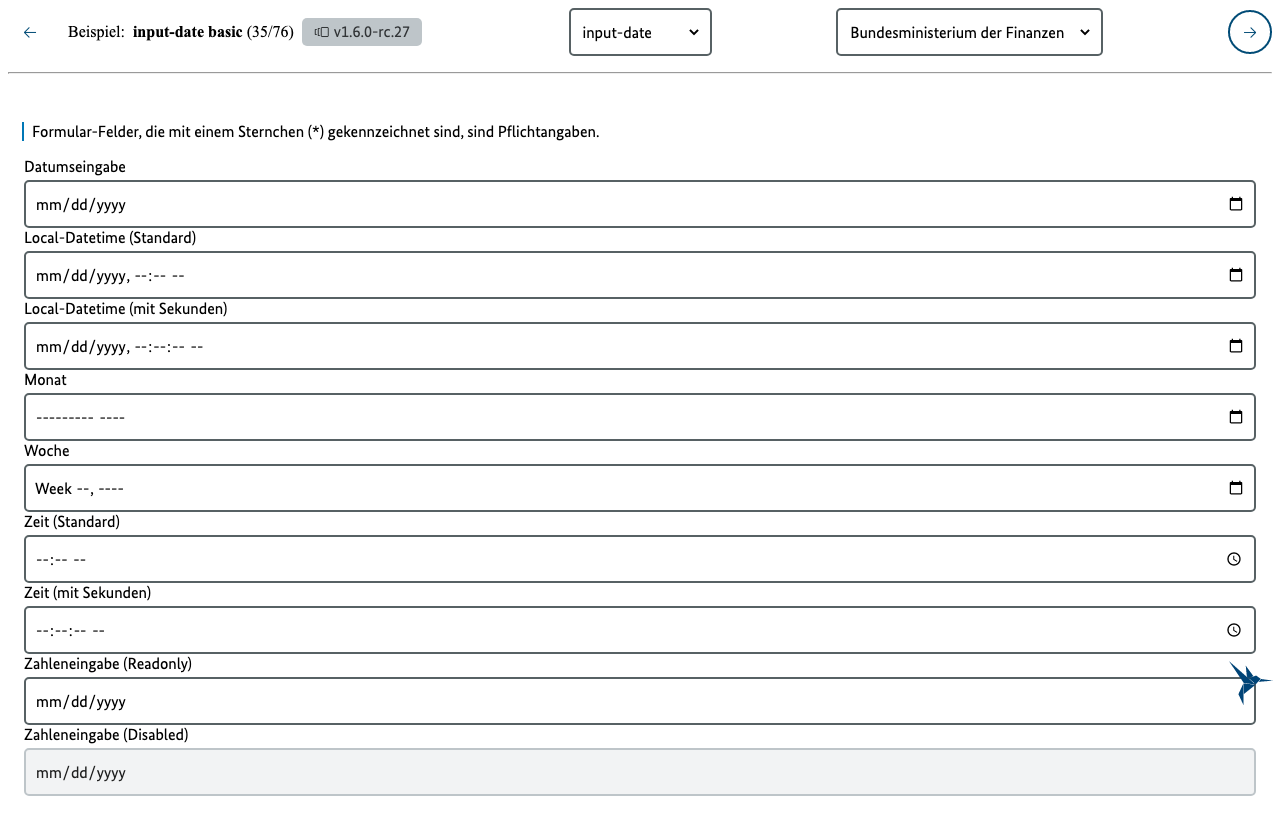 Beispiel: input-date basic (35/76) v1.6.0-rc.27 input-date Bundesministerium der Finanzen
Formular-Felder, die mit einem Sternchen (*) gekennzeichnet sind, sind Pflichtangaben.
Datumseingabe
mm/dd/yyyy
Local-Datetime (Standard)
mm/dd/yyyy, --:-- --
Local-Datetime (mit Sekunden)
mm/dd/yyyy, --:--:-- --
Monat
--------- ----
Woche
Week --, ----
Zeit (Standard)
--:-- --
Zeit (mit Sekunden)
--:--:-- --
Zahleneingabe (Readonly)
mm/dd/yyyy
Zahleneingabe (Disabled)
mm/dd/yyyy